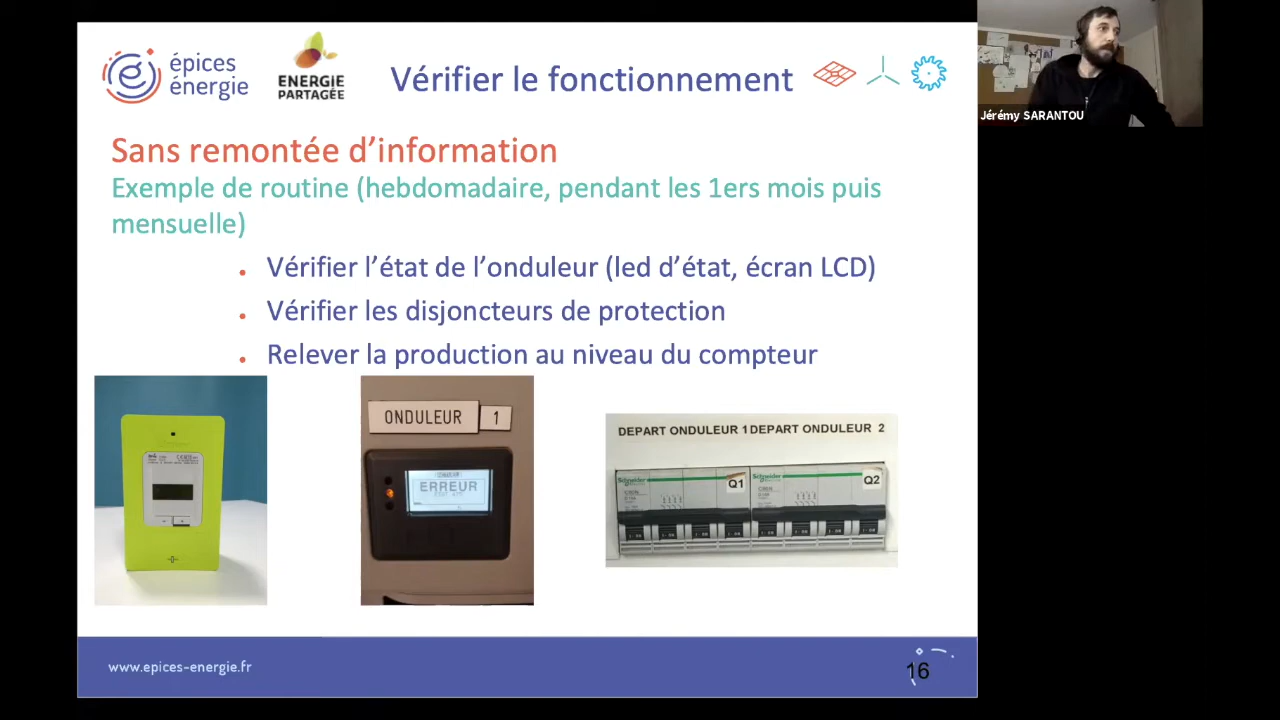 épices
énergie
ENERGIE
PARTAGÉE
Vérifier le fonctionnement
Jérémy SARANTOU
Sans remontée d’information
Exemple de routine (hebdomadaire, pendant les 1ers mois puis
mensuelle)
Vérifier l’état de l’onduleur (led d’état, écran LCD)
Vérifier les disjoncteurs de protection
Relever la production au niveau du compteur
ONDULEUR 1
ERREUR
DEPART ONDULEUR 1 DEPART ONDULEUR 2
Schneider Q1 Schneider Q2
www.epices-energie.fr
16